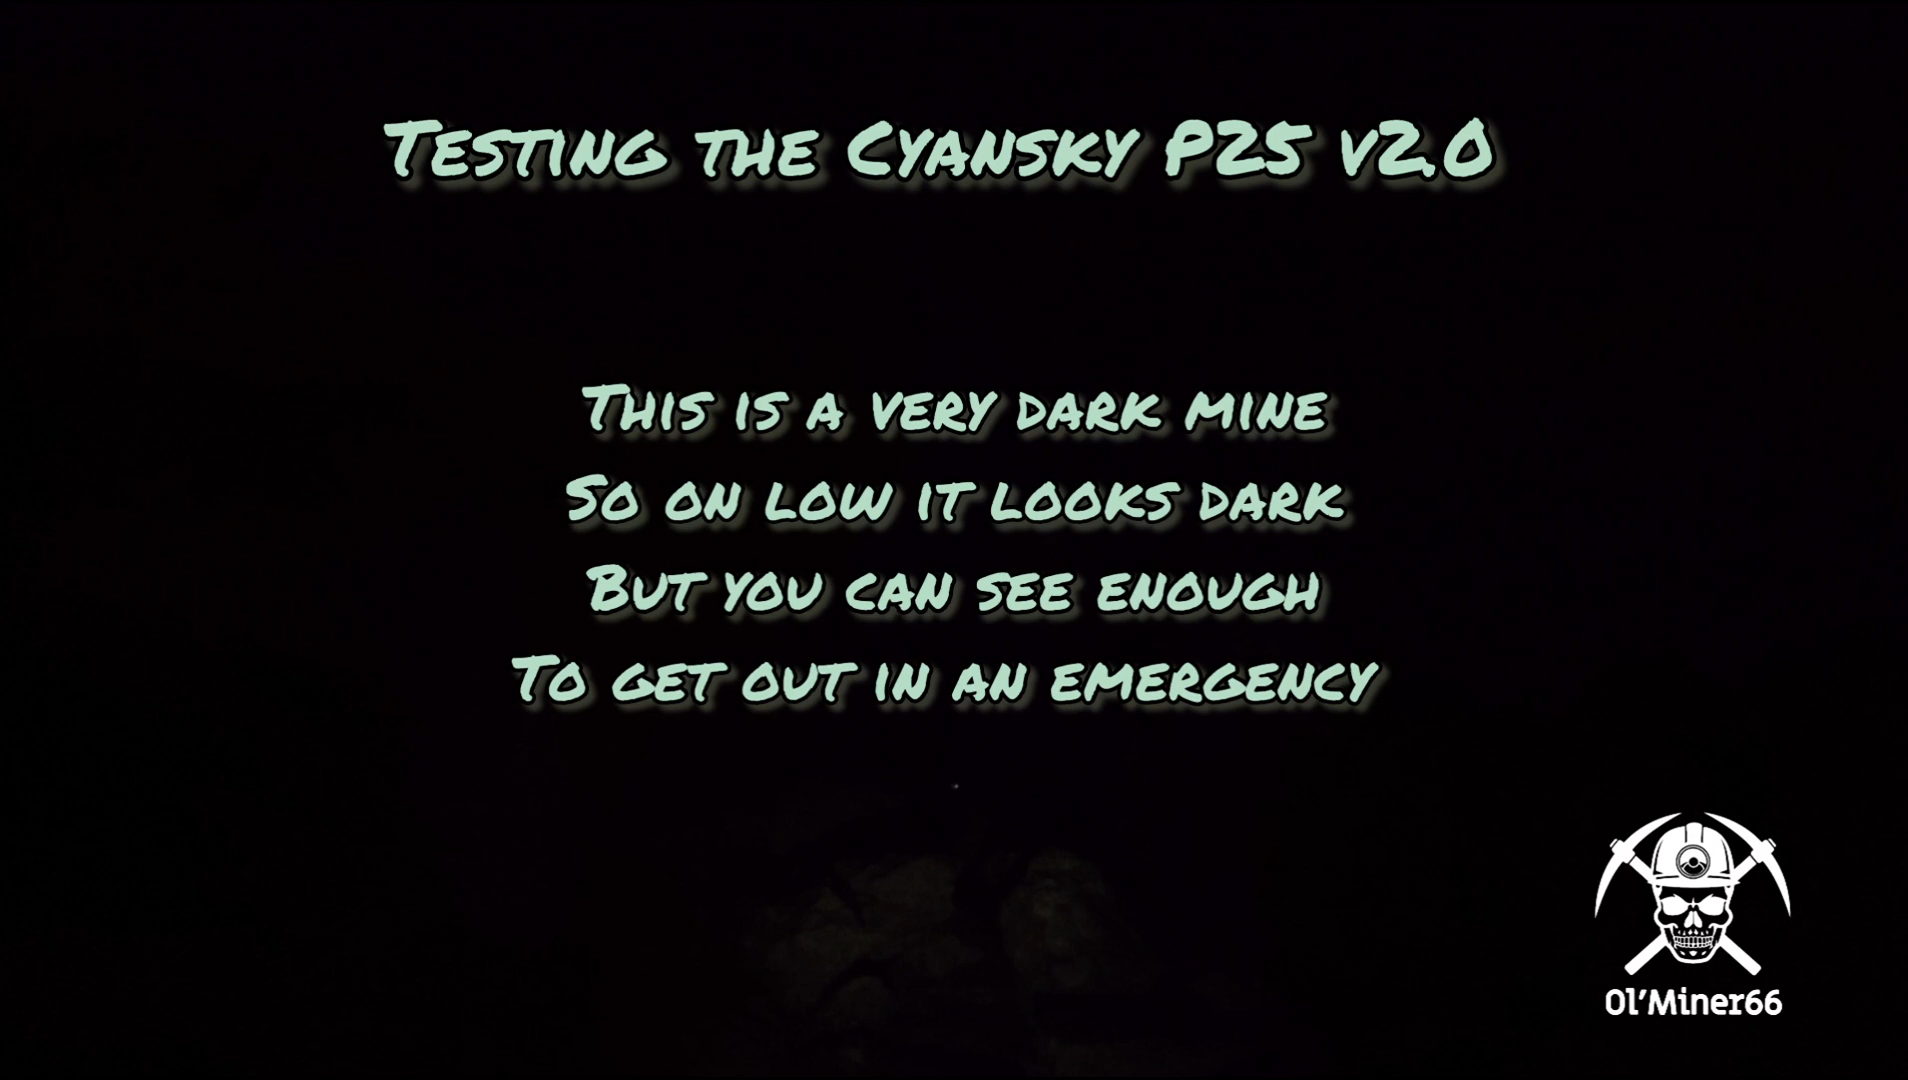 Testing the Cyansky P25 v2.0
This is a very dark mine
So on low it looks dark
But you can see enough
To get out in an emergency
Ol'Miner66